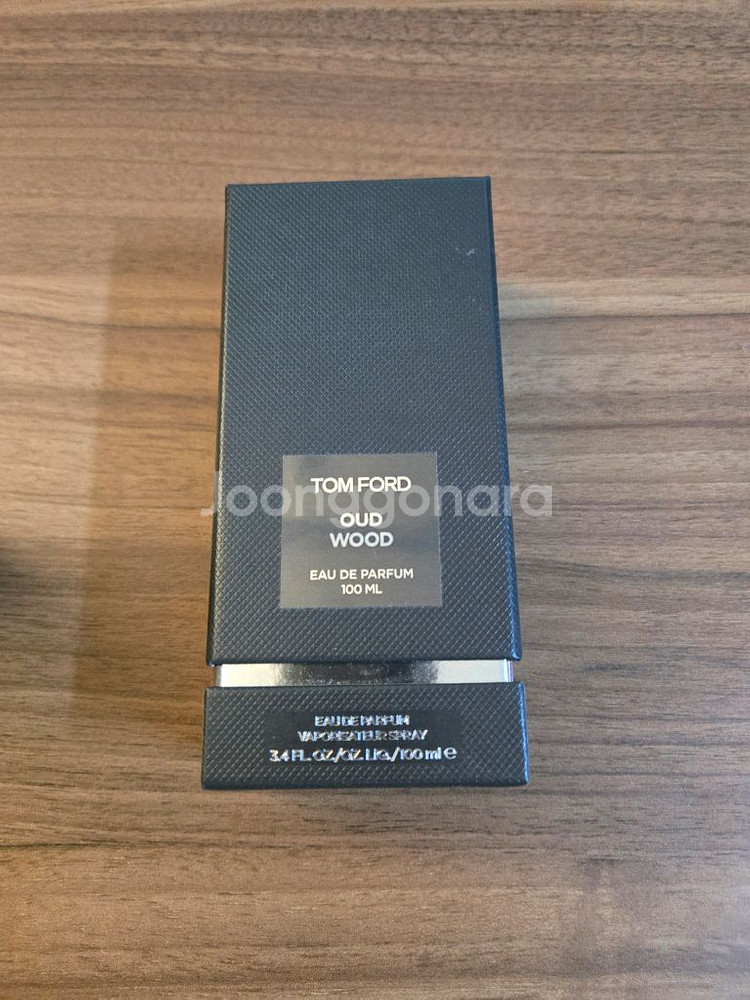 TOM FORD
Joonggonara
OUD
WOOD
EAU DE PARFUM
100 ML
EAU DE PARFUM
VAPORISATEUR SPRAY
3.4 FL. OZ./OZ. LIQ./100 ml e